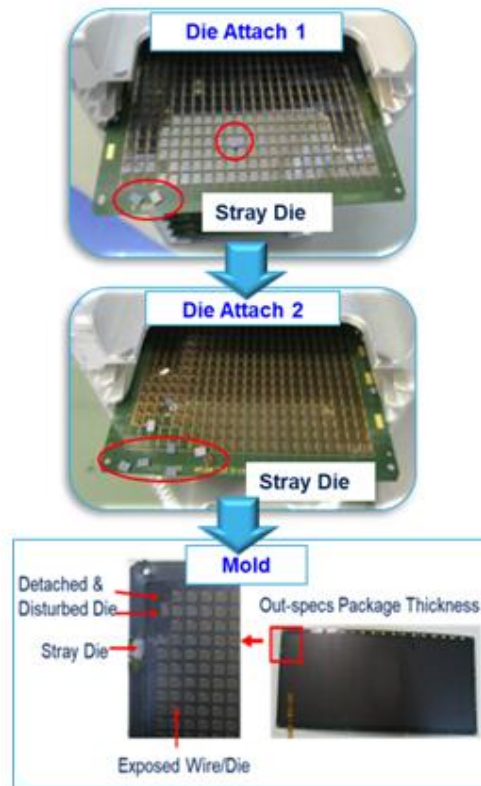 Die Attach 1
Stray Die
Die Attach 2
Stray Die
Mold
Detached &
Disturbed Die
Out-specs Package Thickness
Stray Die
Exposed Wire/Die